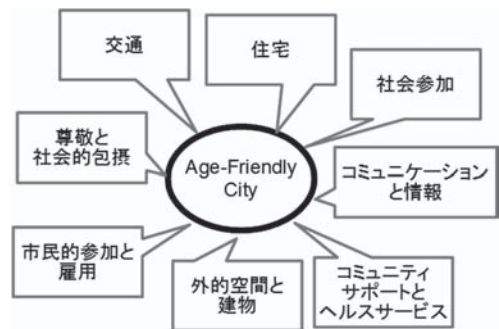 交通
住宅
社会参加
尊敬と
社会的包摂
Age-Friendly
City
コミュニケーション
と情報
市民的参加と
雇用
外的空間と
建物
コミュニティ
サポートと
ヘルスサービス